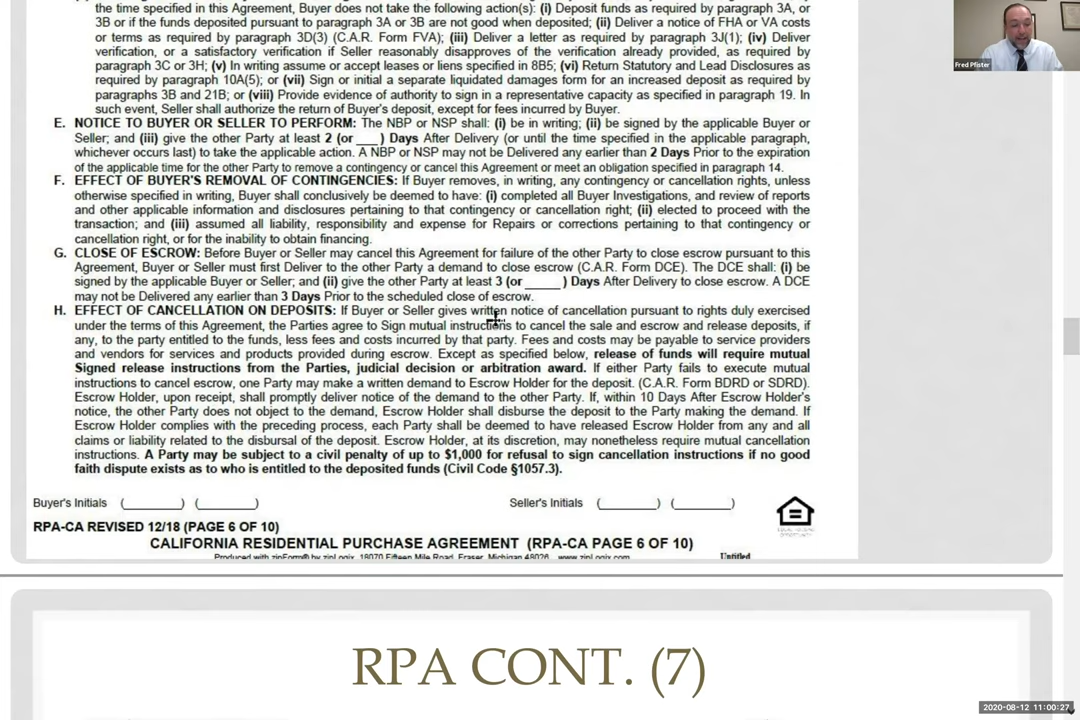 the time specified in this Agreement, Buyer does not take the following action(s): (i) Deposit funds as required by paragraph 3A, or
3B or if the funds deposited pursuant to paragraph 3A or 3B are not good when deposited; (ii) Deliver a notice of FHA or VA costs
or terms as required by paragraph 3D(3) (C.A.R. Form FVA); (iii) Deliver a letter as required by paragraph 3J(1); (iv) Deliver
verification, or a satisfactory verification if Seller reasonably disapproves of the verification already provided, as required by
paragraph 3C or 3H; (v) In writing assume or accept leases or liens specified in 8B5; (vi) Return Statutory and Lead Disclosures as
required by paragraph 10A(5); or (vii) Sign or initial a separate liquidated damages form for an increased deposit as required by
paragraphs 3B and 21B; or (viii) Provide evidence of authority to sign in a representative capacity as specified in paragraph 19. In
such event, Seller shall authorize the return of Buyer's deposit, except for fees incurred by Buyer.
E. NOTICE TO BUYER OR SELLER TO PERFORM: The NBP or NSP shall: (i) be in writing; (ii) be signed by the applicable Buyer or
Seller; and (iii) give the other Party at least 2 (or ___) Days After Delivery (or until the time specified in the applicable paragraph,
whichever occurs last) to take the applicable action. A NBP or NSP may not be Delivered any earlier than 2 Days Prior to the expiration
of the applicable time for the other Party to remove a contingency or cancel this Agreement or meet an obligation specified in paragraph 14.
F. EFFECT OF BUYER'S REMOVAL OF CONTINGENCIES: If Buyer removes, in writing, any contingency or cancellation rights, unless
otherwise specified in writing, Buyer shall conclusively be deemed to have: (i) completed all Buyer Investigations, and review of reports
and other applicable information and disclosures pertaining to that contingency or cancellation right; (ii) elected to proceed with the
transaction; and (iii) assumed all liability, responsibility and expense for Repairs or corrections pertaining to that contingency or
cancellation right, or for the inability to obtain financing.
G. CLOSE OF ESCROW: Before Buyer or Seller may cancel this Agreement for failure of the other Party to close escrow pursuant to this
Agreement, Buyer or Seller must first Deliver to the other Party a demand to close escrow (C.A.R. Form DCE). The DCE shall: (i) be
signed by the applicable Buyer or Seller; and (ii) give the other Party at least 3 (or _____ ) Days After Delivery to close escrow. A DCE
may not be Delivered any earlier than 3 Days Prior to the scheduled close of escrow.
H. EFFECT OF CANCELLATION ON DEPOSITS: If Buyer or Seller gives written notice of cancellation pursuant to rights duly exercised
under the terms of this Agreement, the Parties agree to Sign mutual instructions to cancel the sale and escrow and release deposits, if
any, to the party entitled to the funds, less fees and costs incurred by that party. Fees and costs may be payable to service providers
and vendors for services and products provided during escrow. Except as specified below, release of funds will require mutual
Signed release instructions from the Parties, judicial decision or arbitration award. If either Party fails to execute mutual
instructions to cancel escrow, one Party may make a written demand to Escrow Holder for the deposit. (C.A.R. Form BDRD or SDRD).
Escrow Holder, upon receipt, shall promptly deliver notice of the demand to the other Party. If, within 10 Days After Escrow Holder's
notice, the other Party does not object to the demand, Escrow Holder shall disburse the deposit to the Party making the demand. If
Escrow Holder complies with the preceding process, each Party shall be deemed to have released Escrow Holder from any and all
claims or liability related to the disbursal of the deposit. Escrow Holder, at its discretion, may nonetheless require mutual cancellation
instructions. A Party may be subject to a civil penalty of up to $1,000 for refusal to sign cancellation instructions if no good
faith dispute exists as to who is entitled to the deposited funds (Civil Code §1057.3).
Buyer's Initials (________) (________) Seller's Initials (________) (________)
RPA-CA REVISED 12/18 (PAGE 6 OF 10)
CALIFORNIA RESIDENTIAL PURCHASE AGREEMENT (RPA-CA PAGE 6 OF 10)
Produced with zipForm® by zipLogix 18070 Fifteen Mile Road, Fraser, Michigan 48026 www.zipLogix.com Untitled
RPA CONT. (7)
Fred Pfister
2020-08-12 11:00:27